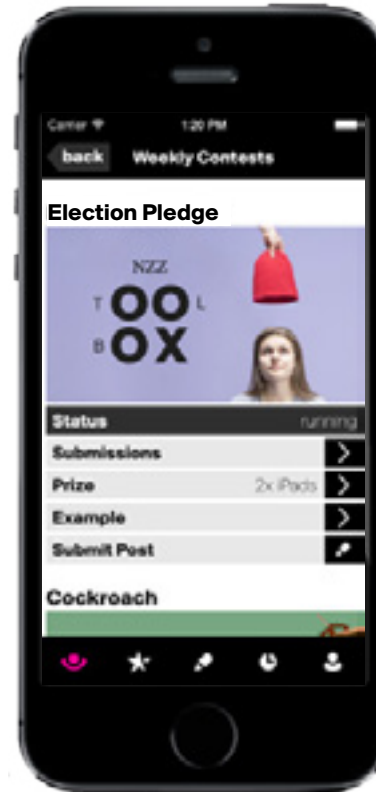 Carrier 1:20 PM
back Weekly Contests
Election Pledge
NZZ
T OO L
B OX
Status running
Submissions
Prize 2x iPads
Example
Submit Post
Cockroach